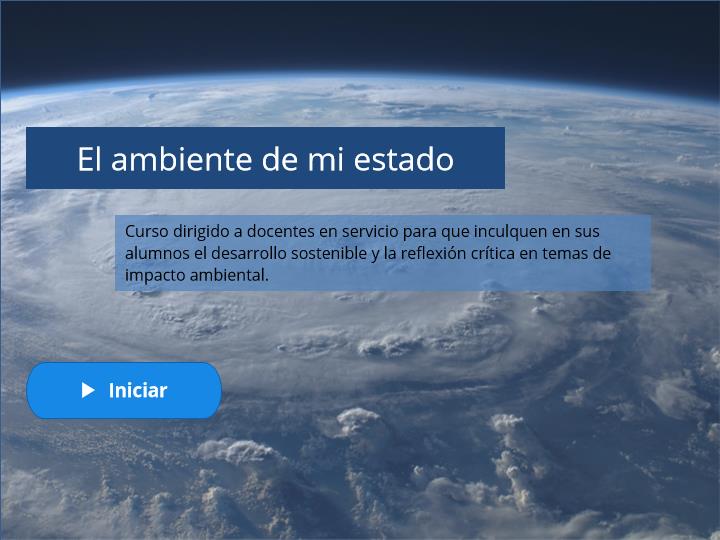 El ambiente de mi estado
Curso dirigido a docentes en servicio para que inculquen en sus
alumnos el desarrollo sostenible y la reflexión crítica en temas de
impacto ambiental.
Iniciar